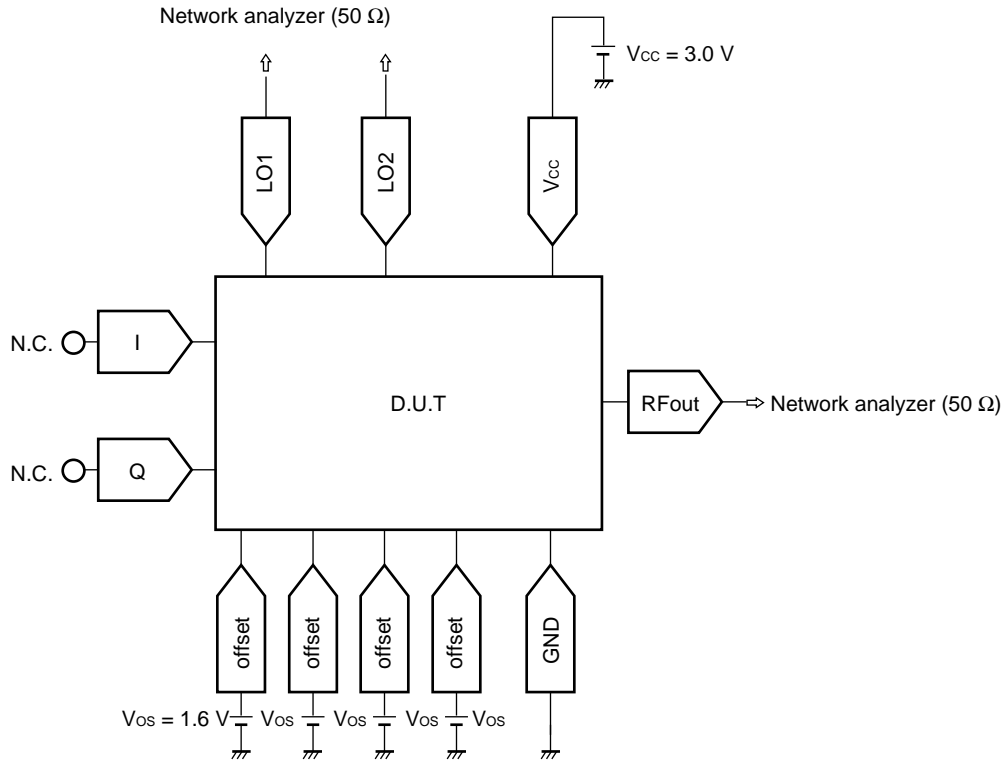 Network analyzer (50 Ω)
VCC = 3.0 V
LO1
LO2
VCC
N.C.
I
D.U.T
RFout
Network analyzer (50 Ω)
N.C.
Q
offset
offset
offset
offset
GND
VOS = 1.6 V
VOS
VOS
VOS
VOS